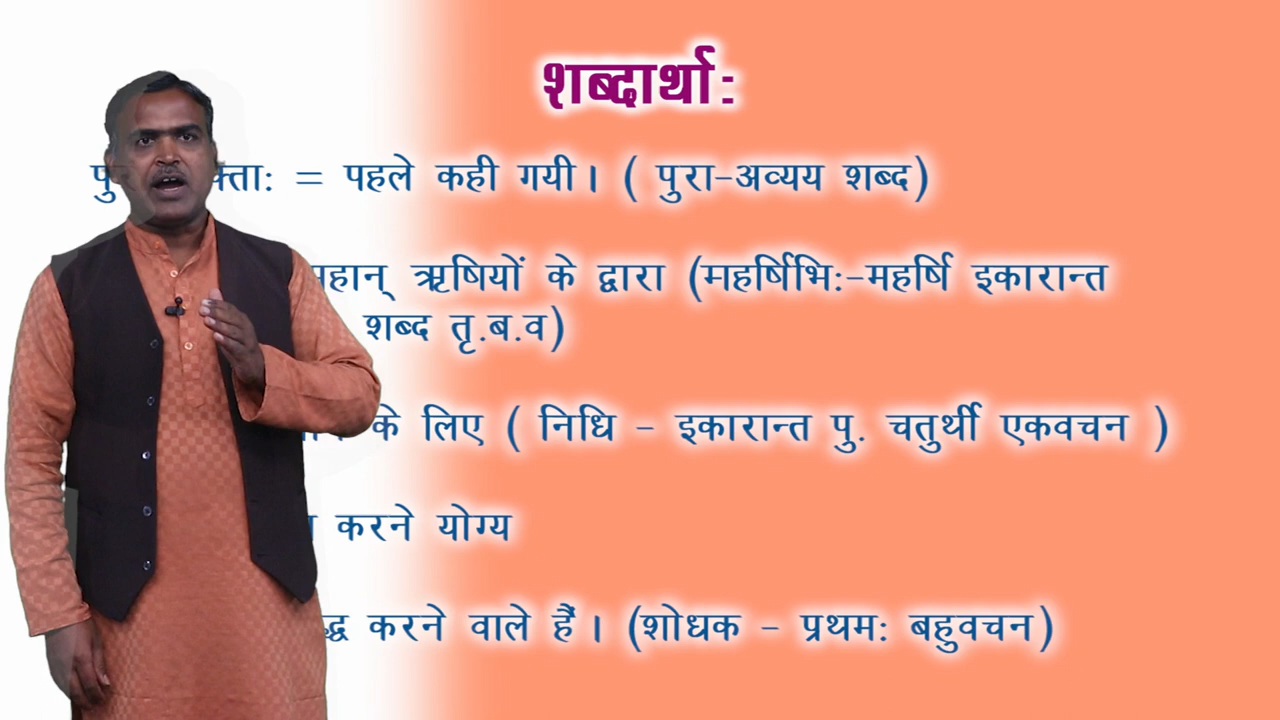 शब्दार्थाः
= पहले कही गयी। ( पुरा-अव्यय शब्द)
महान् ऋषियों के द्वारा (महर्षिभिः-महर्षि इकारान्त
शब्द तृ.ब.व)
के लिए ( निधि - इकारान्त पु. चतुर्थी एकवचन )
करने योग्य
करने वाले हैं। (शोधक - प्रथमः बहुवचन)